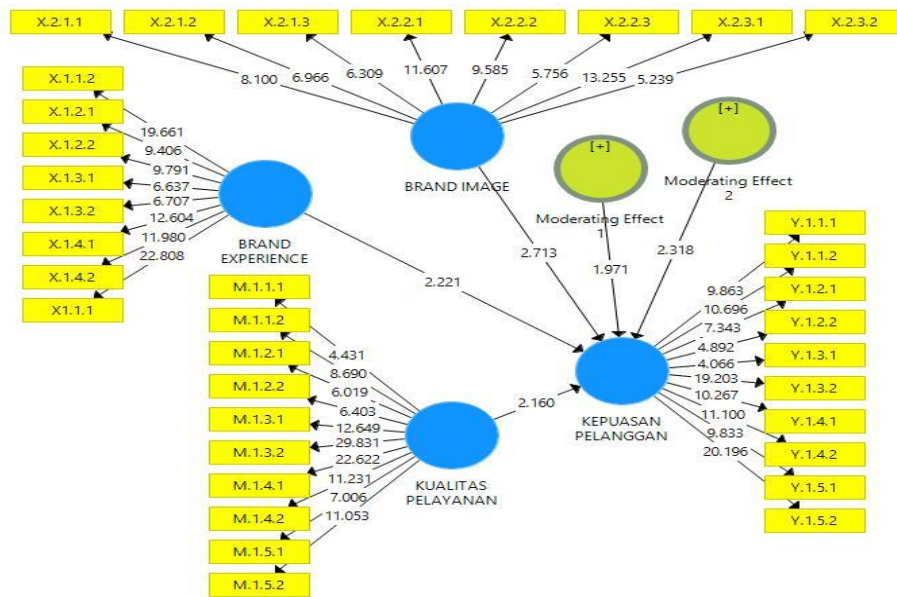 X.2.1.1
X.2.1.2
X.2.1.3
X.2.2.1
X.2.2.2
X.2.2.3
X.2.3.1
X.2.3.2
8.100
6.966
6.309
11.607
9.585
5.756
13.255
5.239
BRAND IMAGE
X.1.1.2
X.1.2.1
X.1.2.2
X.1.3.1
X.1.3.2
X.1.4.1
X.1.4.2
X1.1.1
19.661
9.406
9.791
6.637
6.707
12.604
11.980
22.808
BRAND
EXPERIENCE
[+]
Moderating Effect
1
[+]
Moderating Effect
2
2.221
2.713
1.971
2.318
2.160
M.1.1.1
M.1.1.2
M.1.2.1
M.1.2.2
M.1.3.1
M.1.3.2
M.1.4.1
M.1.4.2
M.1.5.1
M.1.5.2
4.431
8.690
6.019
6.403
12.649
29.831
22.622
11.231
7.006
11.053
KUALITAS
PELAYANAN
KEPUASAN
PELANGGAN
9.863
10.696
7.343
4.892
4.066
19.203
10.267
11.100
9.833
20.196
Y.1.1.1
Y.1.1.2
Y.1.2.1
Y.1.2.2
Y.1.3.1
Y.1.3.2
Y.1.4.1
Y.1.4.2
Y.1.5.1
Y.1.5.2